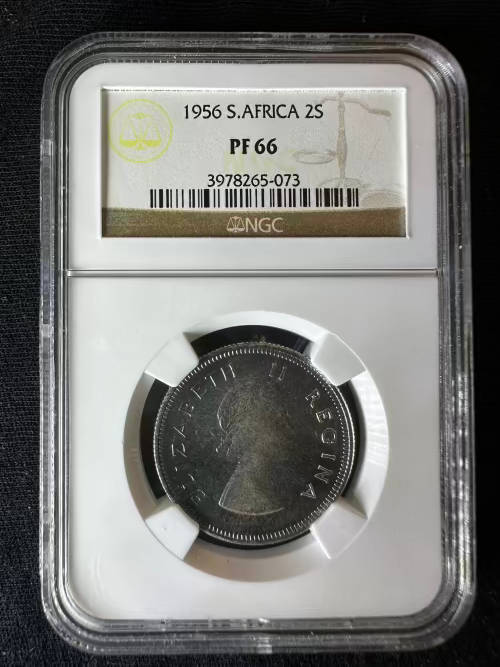 1956 S.AFRICA 2S
PF 66
3978265-073
NGC
ELIZABETH II REGINA